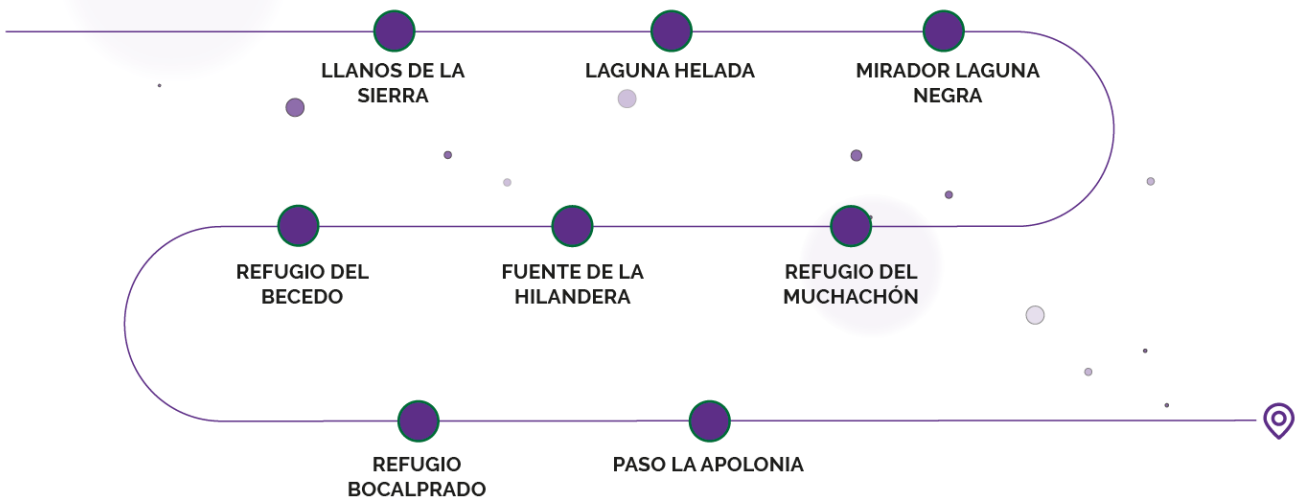 LLANOS DE LA
SIERRA
LAGUNA HELADA
MIRADOR LAGUNA
NEGRA
REFUGIO DEL
BECEDO
FUENTE DE LA
HILANDERA
REFUGIO DEL
MUCHACHÓN
REFUGIO
BOCALPRADO
PASO LA APOLONIA